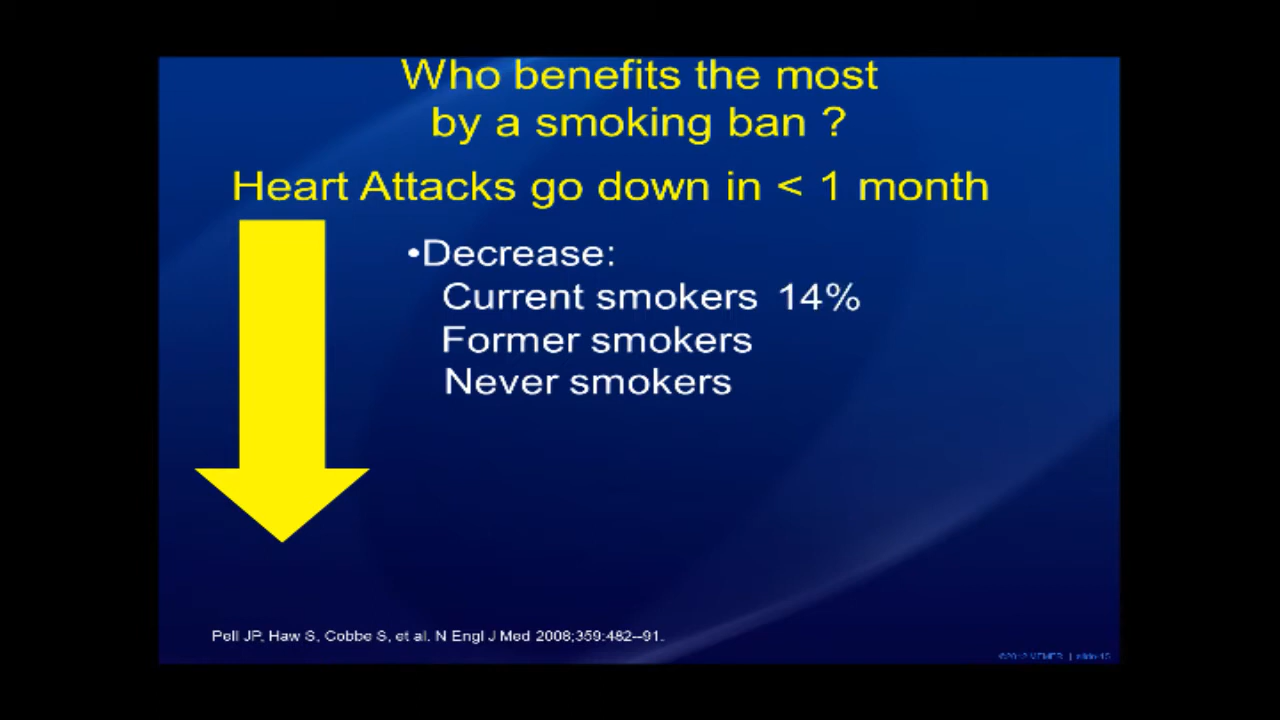 Who benefits the most
by a smoking ban ?
Heart Attacks go down in < 1 month
•Decrease:
Current smokers 14%
Former smokers
Never smokers
Pell JP, Haw S, Cobbe S, et al. N Engl J Med 2008;359:482--91.
©2012